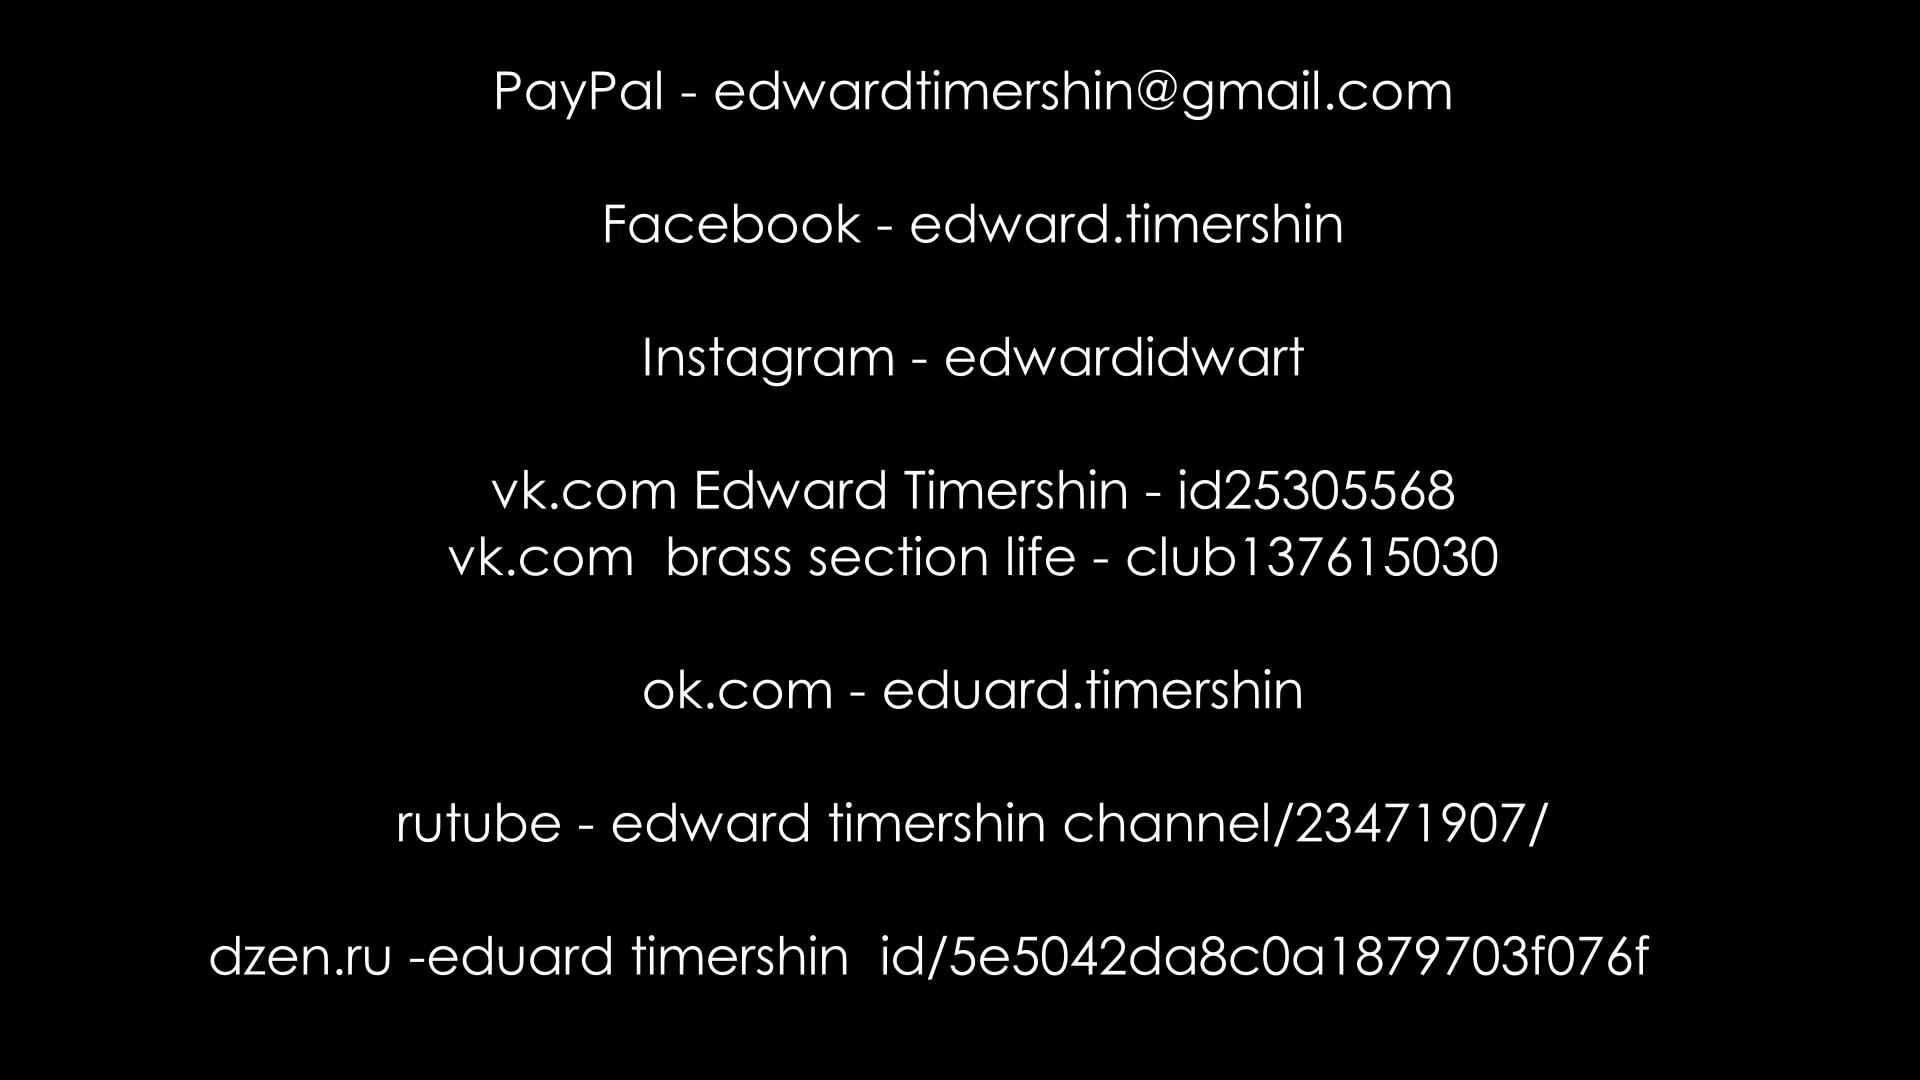 PayPal - edwardtimershin@gmail.com
Facebook - edward.timershin
Instagram - edwardidwart
vk.com Edward Timershin - id25305568
vk.com  brass section life - club137615030
ok.com - eduard.timershin
rutube - edward timershin channel/23471907/
dzen.ru -eduard timershin  id/5e5042da8c0a1879703f076f